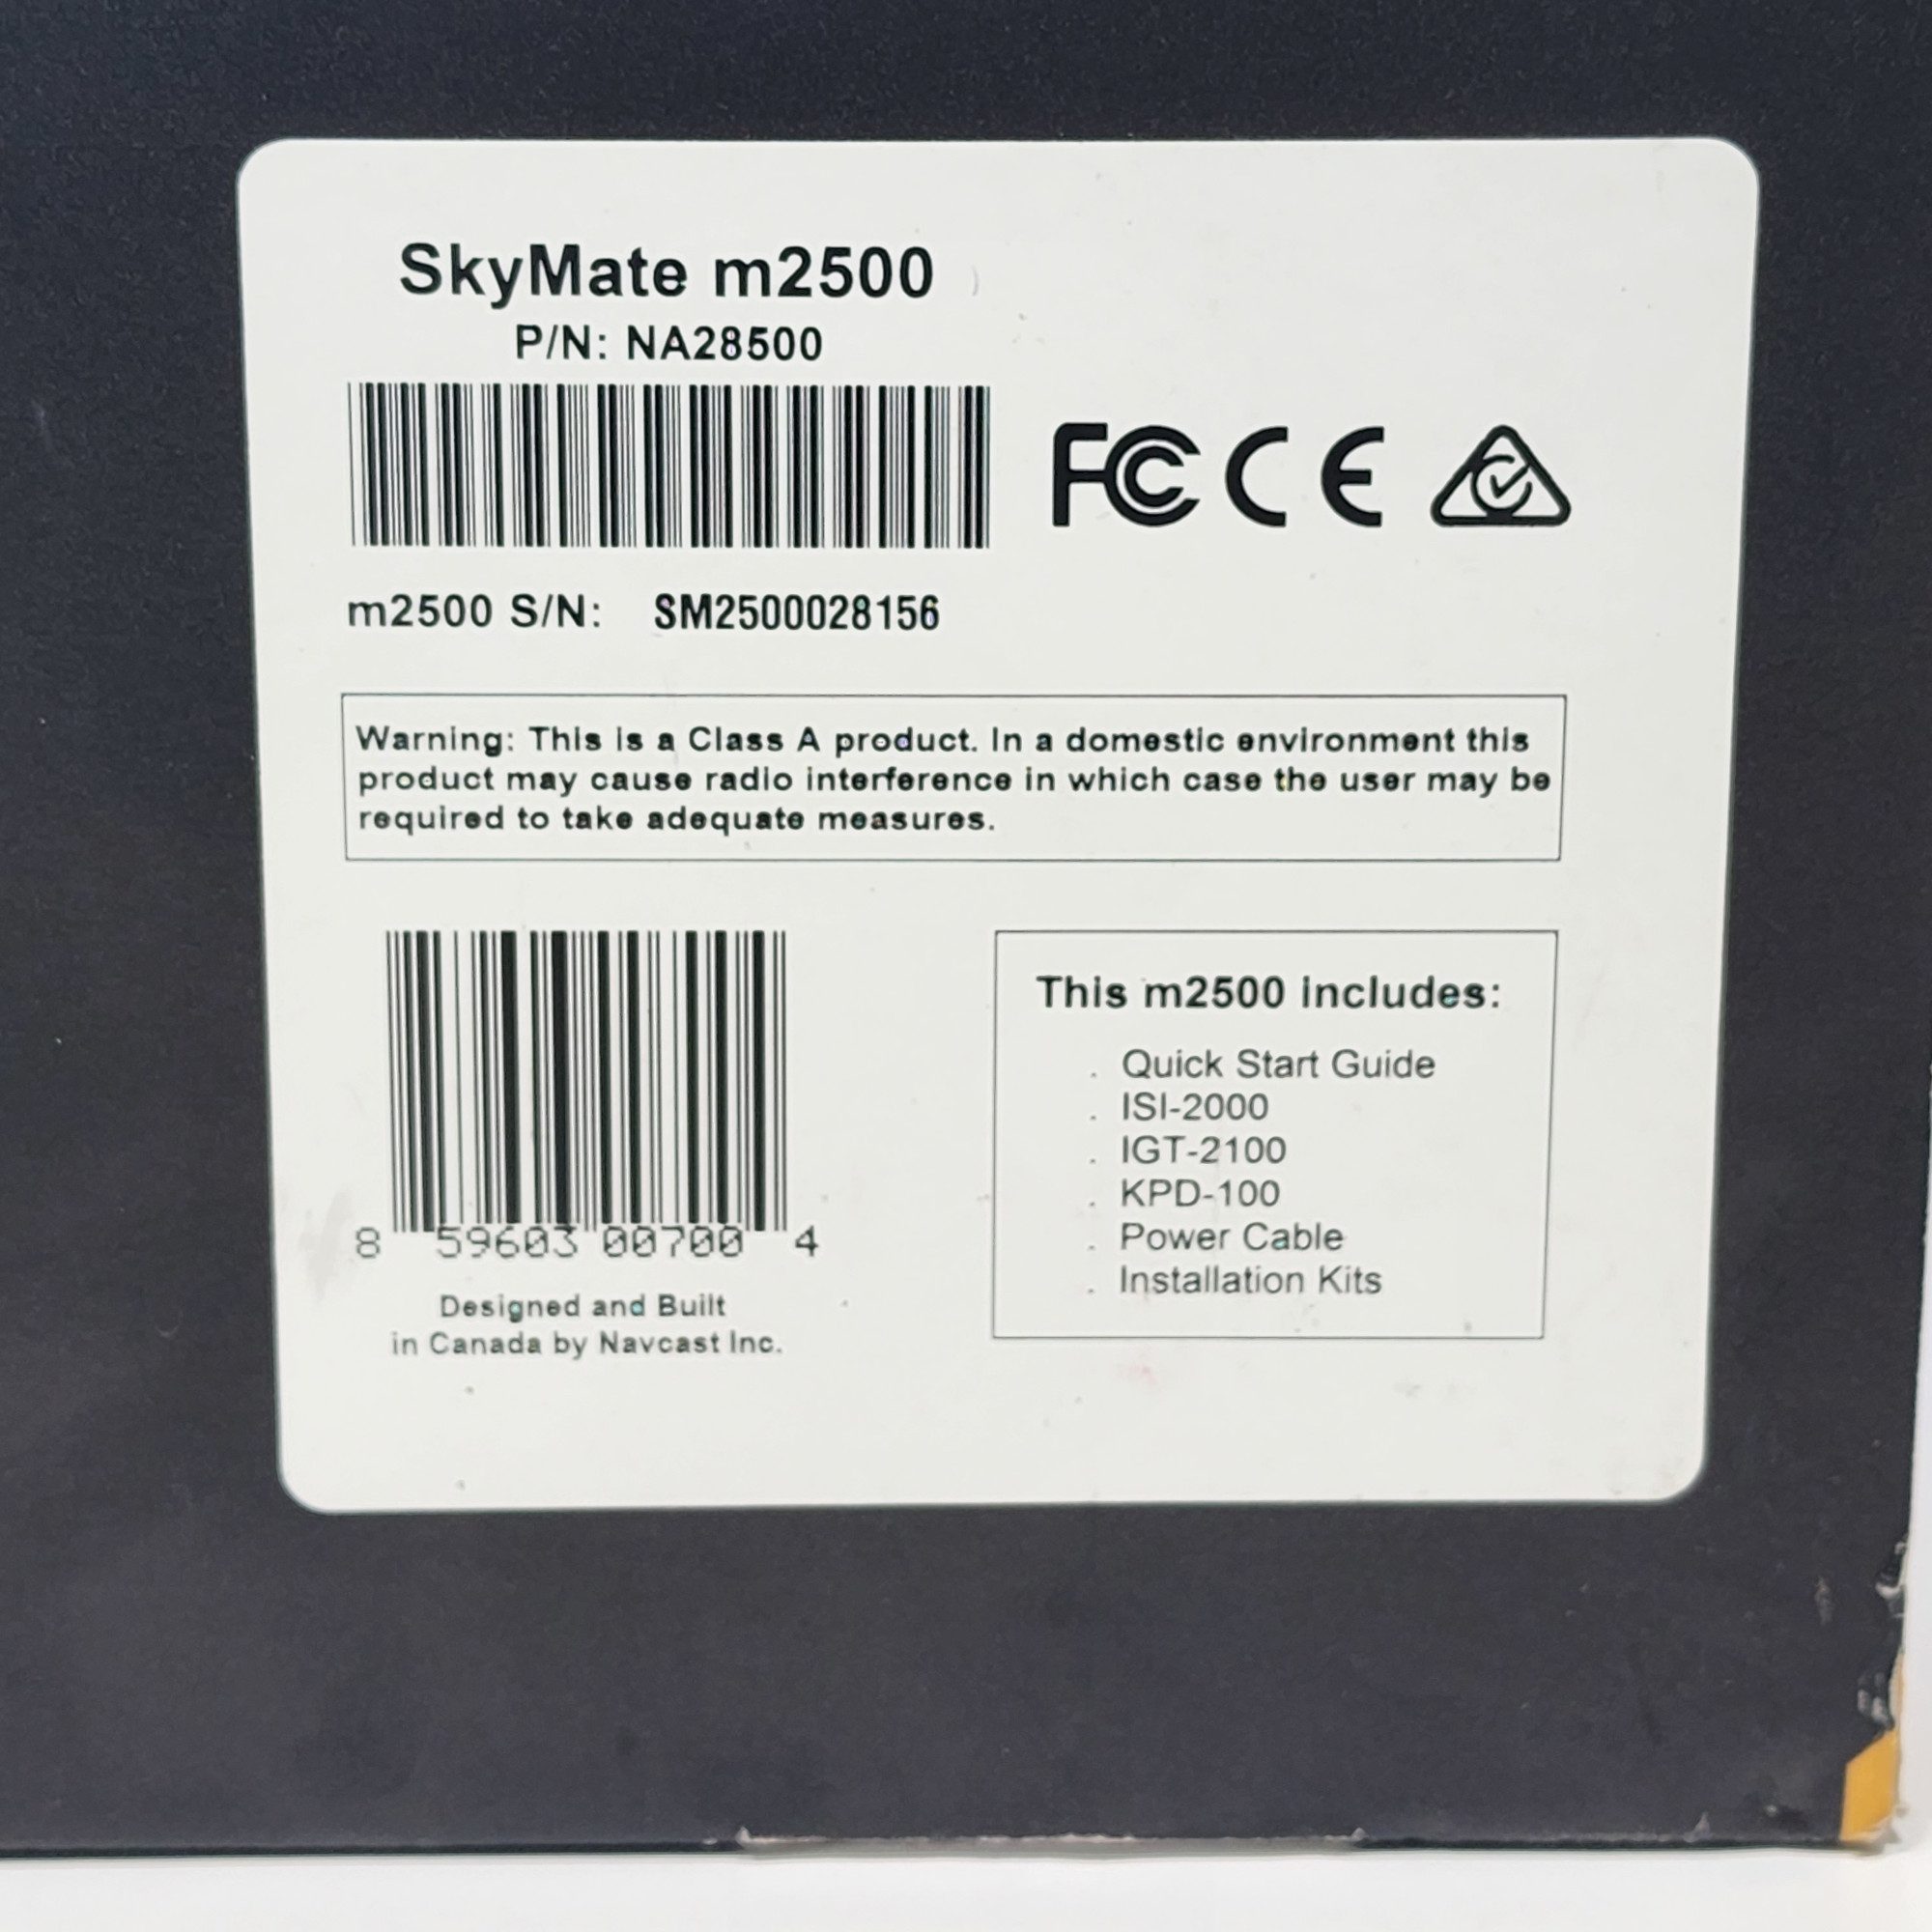 SkyMate m2500
P/N: NA28500
FC CE
m2500 S/N: SM2500028156
Warning: This is a Class A product. In a domestic environment this
product may cause radio interference in which case the user may be
required to take adequate measures.
8 59603 00700 4
Designed and Built
in Canada by Navcast Inc.
This m2500 includes:
. Quick Start Guide
. ISI-2000
. IGT-2100
. KPD-100
. Power Cable
. Installation Kits